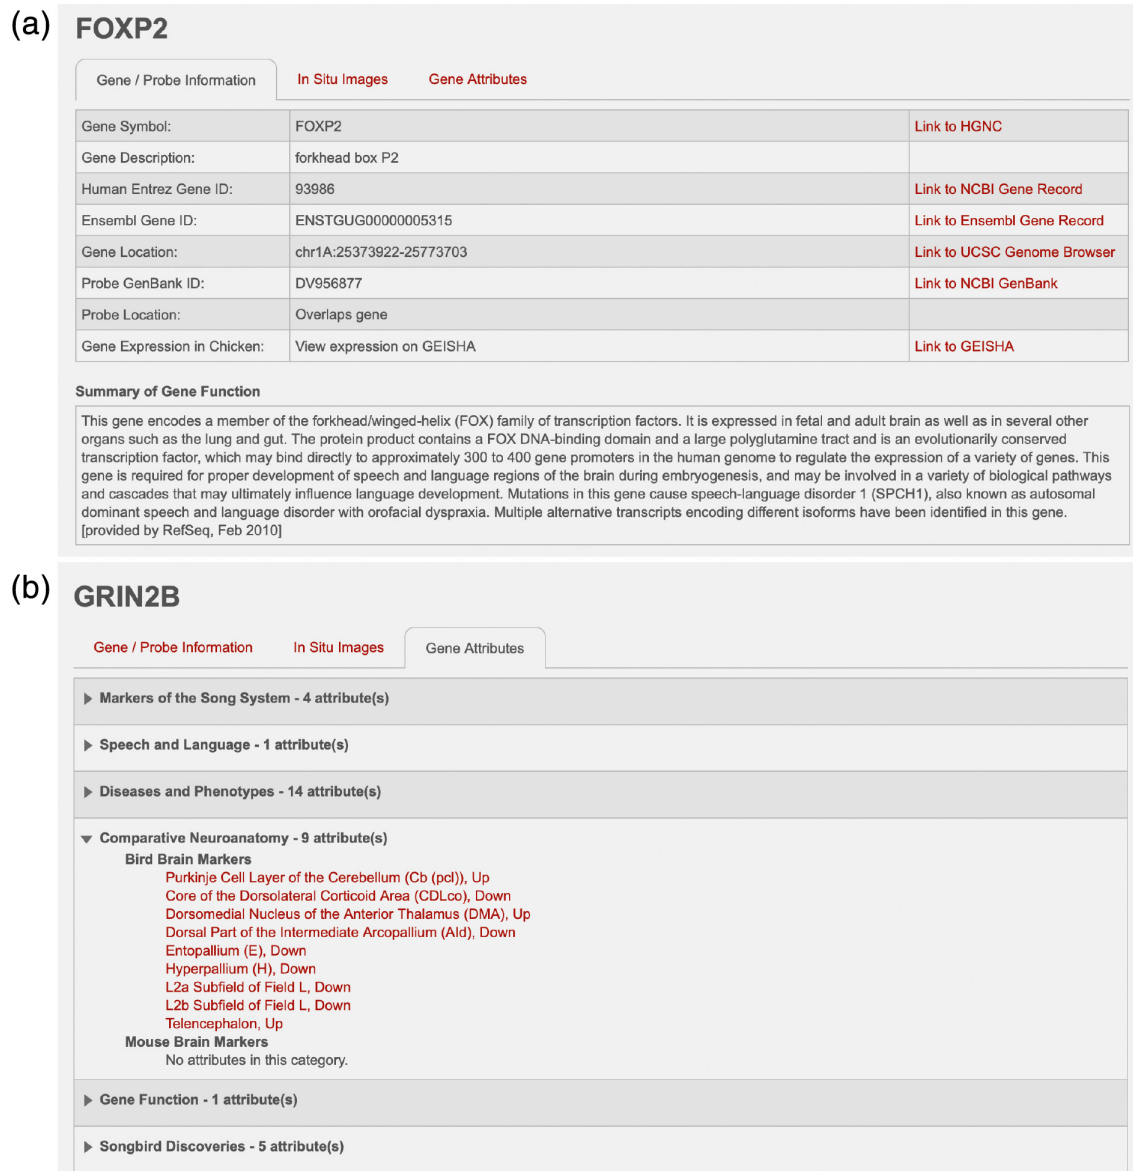 (a) FOXP2
Gene / Probe Information In Situ Images Gene Attributes
Gene Symbol: FOXP2 Link to HGNC
Gene Description: forkhead box P2
Human Entrez Gene ID: 93986 Link to NCBI Gene Record
Ensembl Gene ID: ENSTGUG00000005315 Link to Ensembl Gene Record
Gene Location: chr1A:25373922-25773703 Link to UCSC Genome Browser
Probe GenBank ID: DV956877 Link to NCBI GenBank
Probe Location: Overlaps gene
Gene Expression in Chicken: View expression on GEISHA Link to GEISHA
Summary of Gene Function
This gene encodes a member of the forkhead/winged-helix (FOX) family of transcription factors. It is expressed in fetal and adult brain as well as in several other
organs such as the lung and gut. The protein product contains a FOX DNA-binding domain and a large polyglutamine tract and is an evolutionarily conserved
transcription factor, which may bind directly to approximately 300 to 400 gene promoters in the human genome to regulate the expression of a variety of genes. This
gene is required for proper development of speech and language regions of the brain during embryogenesis, and may be involved in a variety of biological pathways
and cascades that may ultimately influence language development. Mutations in this gene cause speech-language disorder 1 (SPCH1), also known as autosomal
dominant speech and language disorder with orofacial dyspraxia. Multiple alternative transcripts encoding different isoforms have been identified in this gene.
[provided by RefSeq, Feb 2010]
(b) GRIN2B
Gene / Probe Information In Situ Images Gene Attributes
Markers of the Song System - 4 attribute(s)
Speech and Language - 1 attribute(s)
Diseases and Phenotypes - 14 attribute(s)
Comparative Neuroanatomy - 9 attribute(s)
Bird Brain Markers
Purkinje Cell Layer of the Cerebellum (Cb (pcl)), Up
Core of the Dorsolateral Corticoid Area (CDLco), Down
Dorsomedial Nucleus of the Anterior Thalamus (DMA), Up
Dorsal Part of the Intermediate Arcopallium (AId), Down
Entopallium (E), Down
Hyperpallium (H), Down
L2a Subfield of Field L, Down
L2b Subfield of Field L, Down
Telencephalon, Up
Mouse Brain Markers
No attributes in this category.
Gene Function - 1 attribute(s)
Songbird Discoveries - 5 attribute(s)